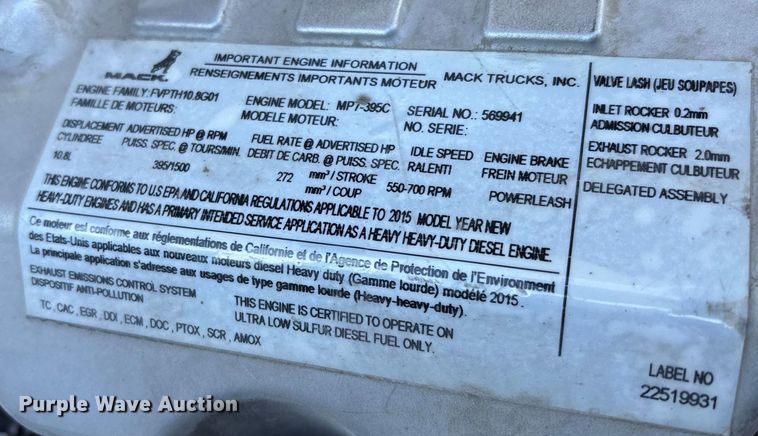 MACK
IMPORTANT ENGINE INFORMATION
RENSEIGNEMENTS IMPORTANTS MOTEUR
MACK TRUCKS, INC.
ENGINE FAMILY: FVPTH10.8G01
FAMILLE DE MOTEURS:
ENGINE MODEL: MP7-395C
MODELE MOTEUR:
SERIAL NO.: 569941
NO. SERIE:
DISPLACEMENT
CYLINDREE
10.8L
ADVERTISED HP @ RPM
PUISS. SPEC @ TOURS/MIN.
395/1500
FUEL RATE @ ADVERTISED HP
DEBIT DE CARB. @ PUISS. SPEC.
272 mm³ / STROKE
mm³ / COUP
IDLE SPEED
RALENTI
550-700 RPM
ENGINE BRAKE
FREIN MOTEUR
POWERLEASH
THIS ENGINE CONFORMS TO U.S EPA AND CALIFORNIA REGULATIONS APPLICABLE TO 2015 MODEL YEAR NEW
HEAVY-DUTY ENGINES AND HAS A PRIMARY INTENDED SERVICE APPLICATION AS A HEAVY HEAVY-DUTY DIESEL ENGINE.
Ce moteur est conforme aux réglementations de Californie et de l'Agence de Protection de l'Environment
des Etats-Unis applicables aux nouveaux moteurs diesel Heavy duty (Gamme lourde) modélé 2015.
La principale application s'adresse aux usages de type gamme lourde (Heavy-heavy-duty).
EXHAUST EMISSIONS CONTROL SYSTEM
DISPOSITIF ANTI-POLLUTION
TC, CAC, EGR, DDI, ECM, DOC, PTOX, SCR, AMOX
THIS ENGINE IS CERTIFIED TO OPERATE ON
ULTRA LOW SULFUR DIESEL FUEL ONLY.
VALVE LASH (JEU SOUPAPES)
INLET ROCKER 0.2mm
ADMISSION CULBUTEUR
EXHAUST ROCKER 2.0mm
ECHAPPEMENT CULBUTEUR
DELEGATED ASSEMBLY
LABEL NO
22519931
Purple Wave Auction